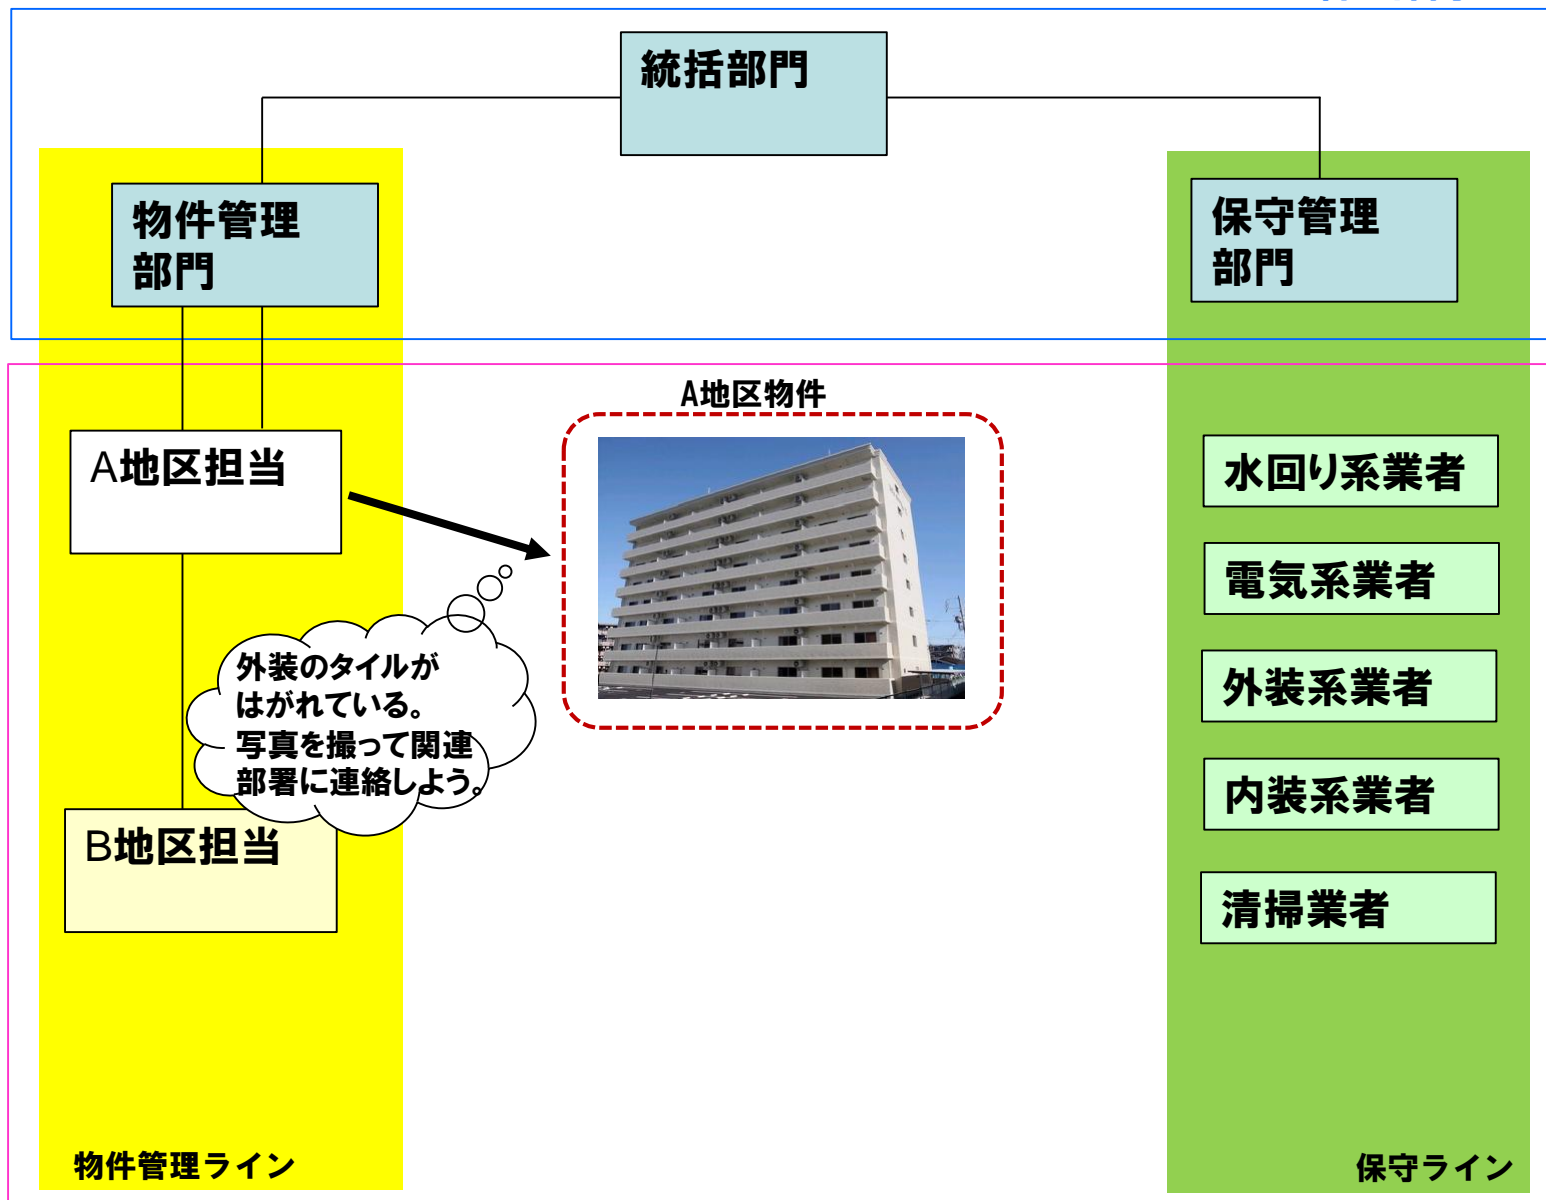 統括部門
物件管理
部門
保守管理
部門
A地区物件
A地区担当
水回り系業者
電気系業者
外装のタイルが
はがれている。
写真を撮って関連
部署に連絡しよう。
外装系業者
内装系業者
B地区担当
清掃業者
物件管理ライン
保守ライン